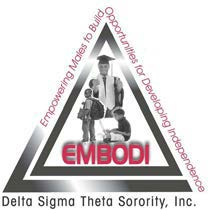 Empowering Males to Build
Opportunities for Developing Independence
EMBODI
Delta Sigma Theta Sorority, Inc.